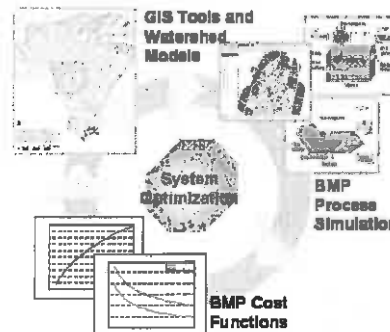 GIS Tools and
Watershed
Models
System
Optimization
BMP
Process
Simulation
BMP Cost
Functions